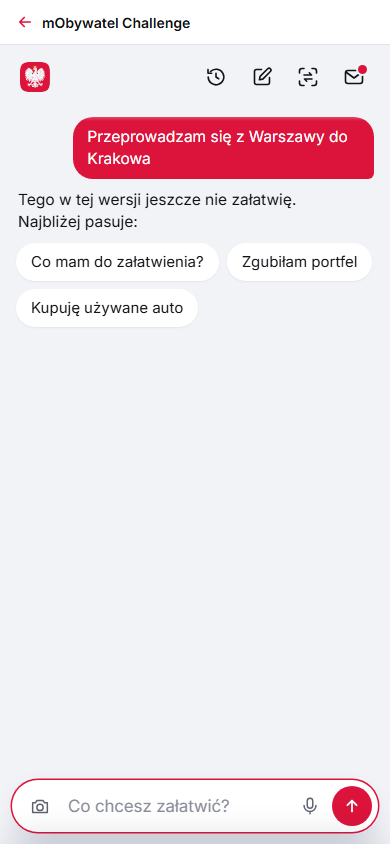 mObywatel Challenge
Przeprowadzam się z Warszawy do
Krakowa
Tego w tej wersji jeszcze nie załatwię.
Najbliżej pasuje:
Co mam do załatwienia?
Zgubiłam portfel
Kupuję używane auto
Co chcesz załatwić?